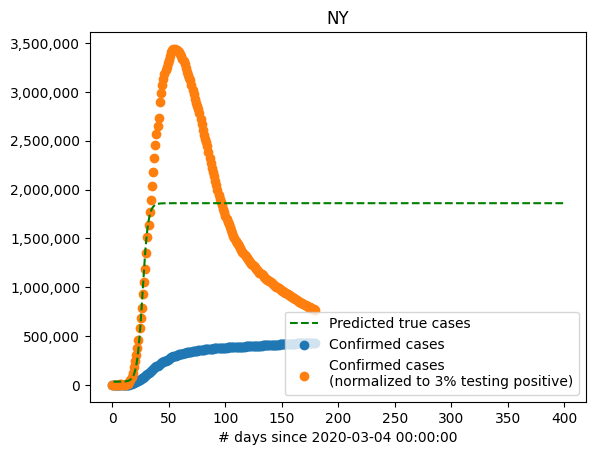 NY
3,500,000
3,000,000
2,500,000
2,000,000
1,500,000
1,000,000
500,000
0
Predicted true cases
Confirmed cases
Confirmed cases
(normalized to 3% testing positive)
0 50 100 150 200 250 300 350 400
# days since 2020-03-04 00:00:00